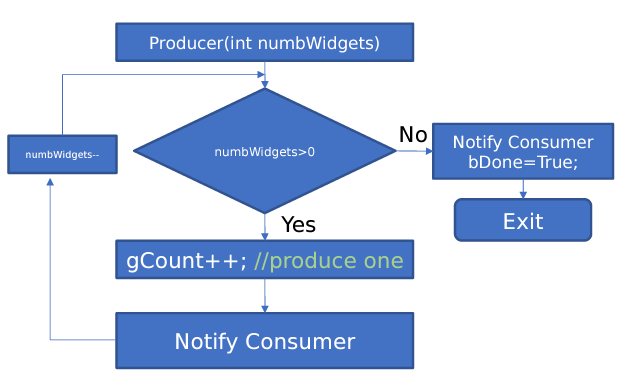 Producer(int numbWidgets)
numbWidgets>0
No
Notify Consumer
bDone=True;
numbWidgets--
Exit
Yes
gCount++; //produce one
Notify Consumer